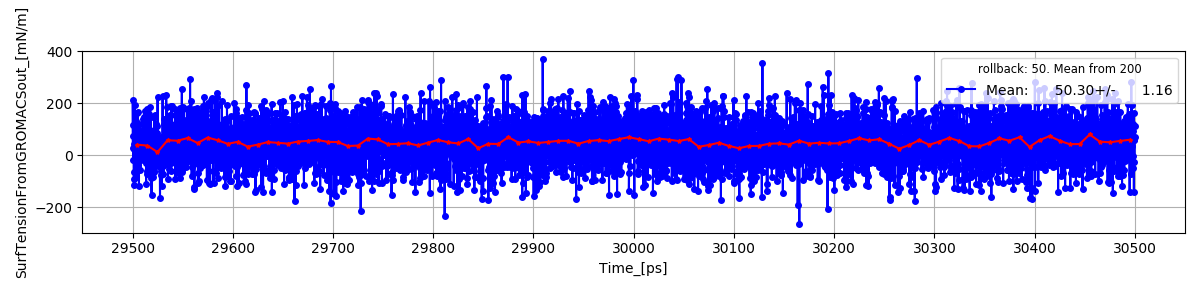 SurfTensionFromGROMACSout_[mN/m]
400
200
0
−200
rollback: 50. Mean from 200
Mean: 50.30+/- 1.16
29500 29600 29700 29800 29900 30000 30100 30200 30300 30400 30500
Time_[ps]